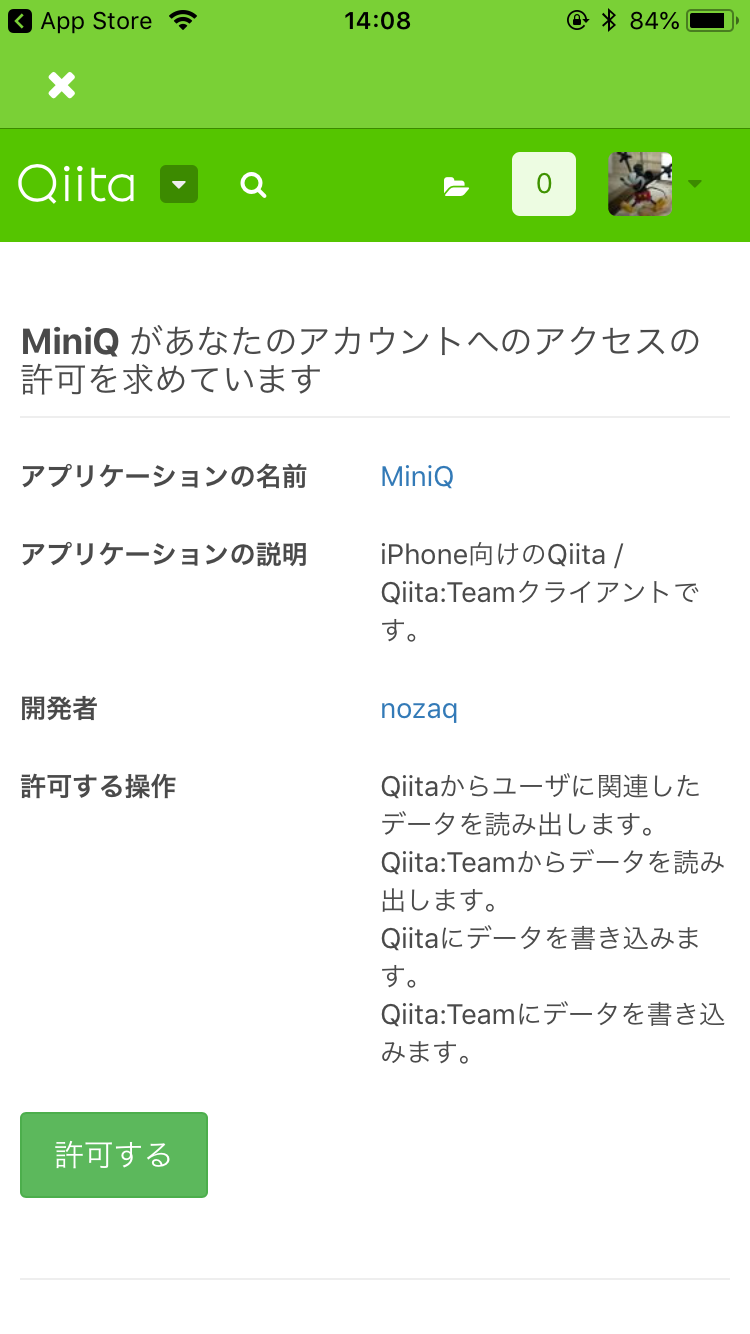 App Store 14:08 84%
Qiita 0
MiniQ があなたのアカウントへのアクセスの
許可を求めています
アプリケーションの名前 MiniQ
アプリケーションの説明 iPhone向けのQiita /
Qiita:Teamクライアントで
す。
開発者 nozaq
許可する操作 Qiitaからユーザに関連した
データを読み出します。
Qiita:Teamからデータを読み
出します。
Qiitaにデータを書き込みま
す。
Qiita:Teamにデータを書き込
みます。
許可する